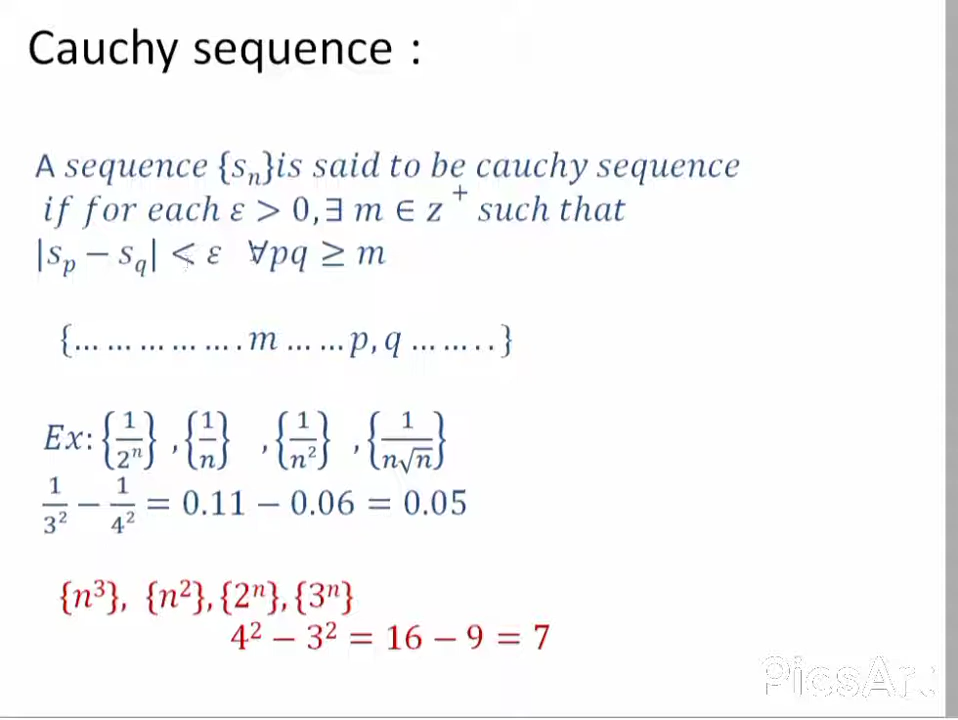 Cauchy sequence :
A sequence {sₙ}is said to be cauchy sequence
if for each ε > 0, ∃ m ∈ z⁺ such that
|s_p − s_q| < ε ∀pq ≥ m
{… … … … … . m … … p, q … … . . }
Ex: {1/2ⁿ} , {1/n} , {1/n²} , {1/(n√n)}
1/3² − 1/4² = 0.11 − 0.06 = 0.05
{n³}, {n²}, {2ⁿ}, {3ⁿ}
4² − 3² = 16 − 9 = 7
PicsArt